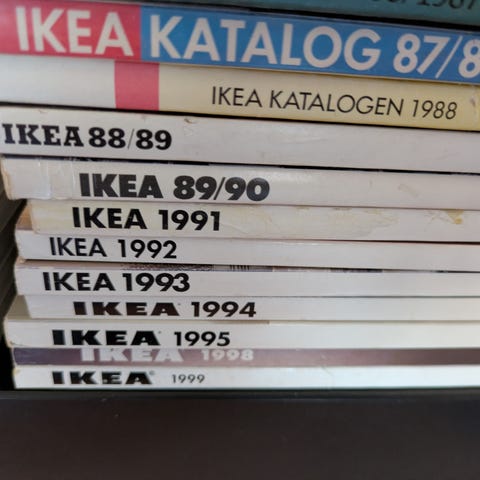 IKEA KATALOG 87/8
IKEA KATALOGEN 1988
IKEA 88/89
IKEA 89/90
IKEA 1991
IKEA 1992
IKEA 1993
IKEA 1994
IKEA 1995
IKEA 1998
IKEA 1999